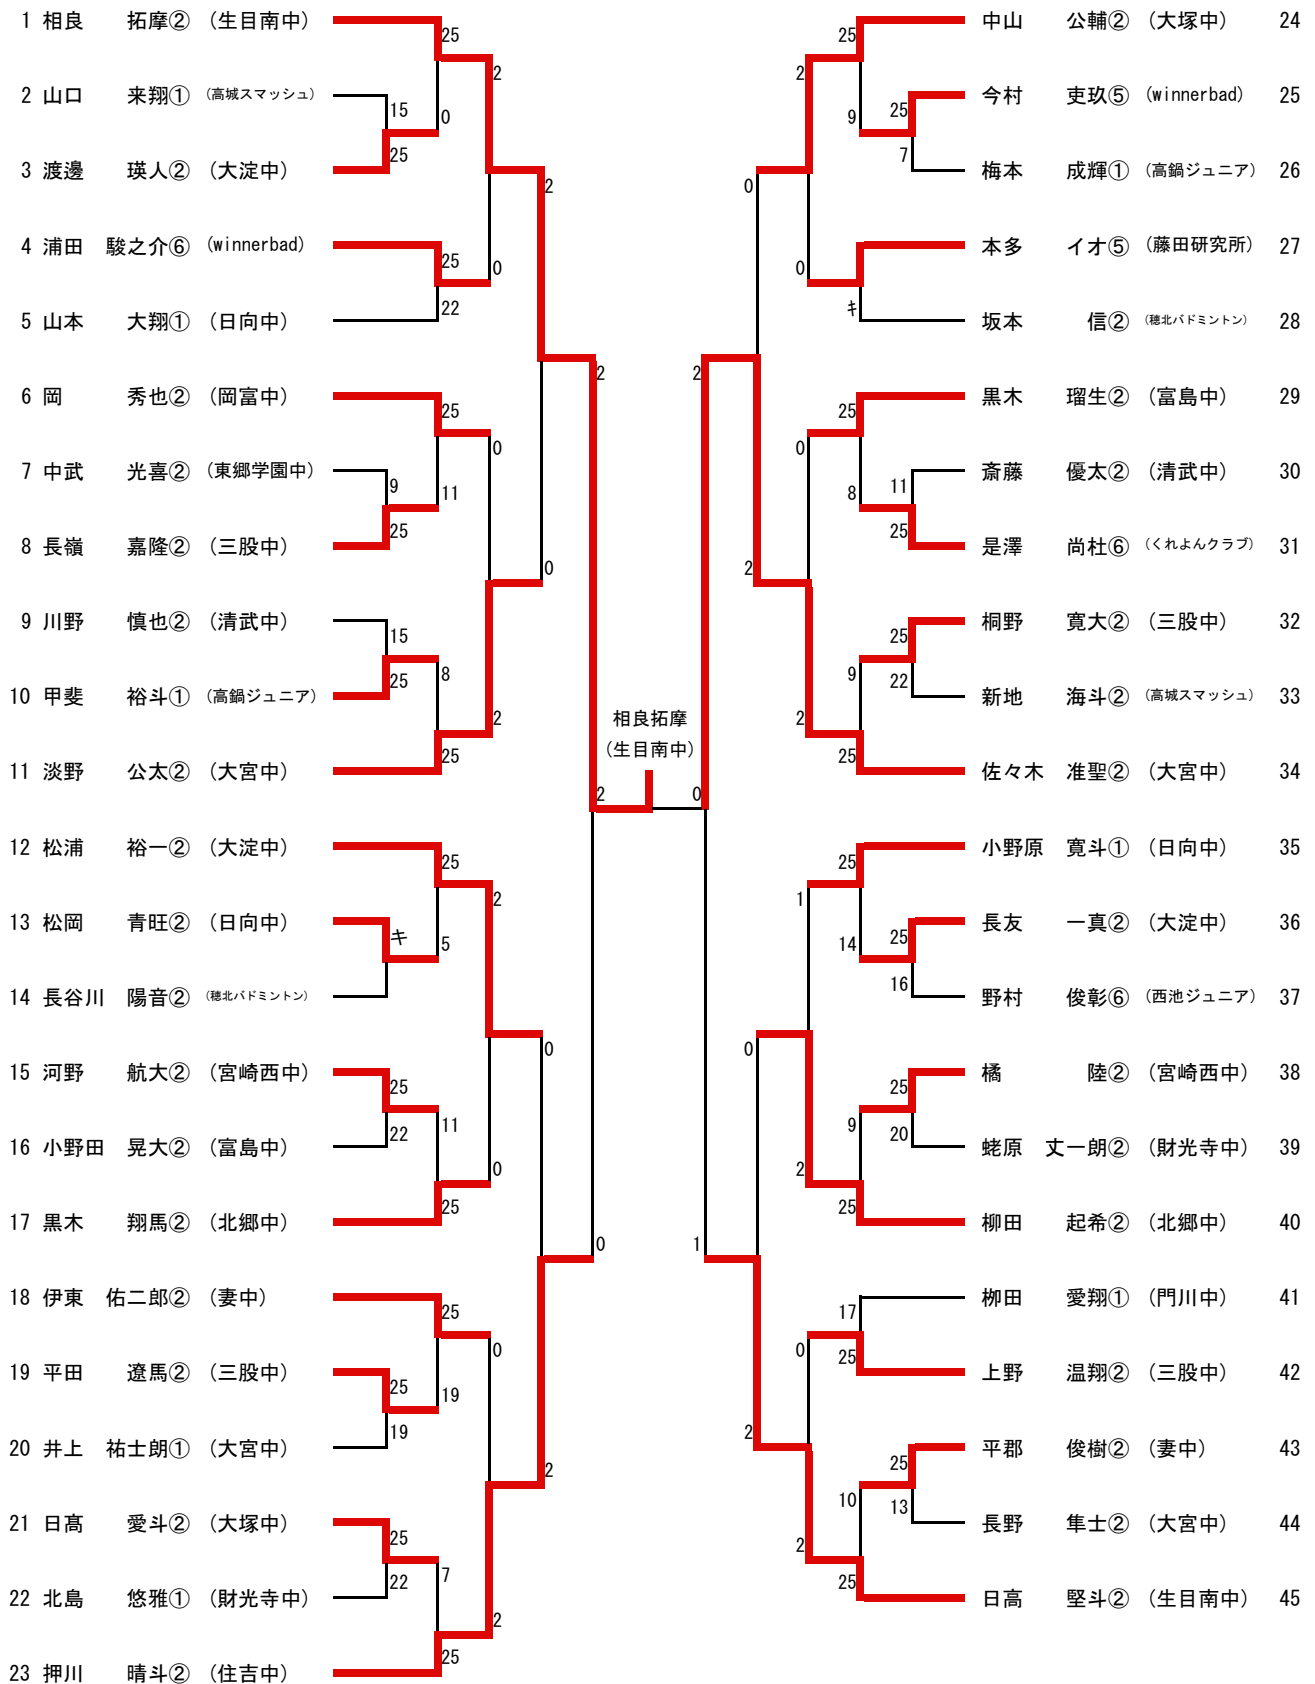 1 相良 拓摩② (生目南中)
2 山口 来翔① (高城スマッシュ)
3 渡邊 瑛人② (大淀中)
4 浦田 駿之介⑥ (winnerbad)
5 山本 大翔① (日向中)
6 岡 秀也② (岡富中)
7 中武 光喜② (東郷学園中)
8 長嶺 嘉隆② (三股中)
9 川野 慎也② (清武中)
10 甲斐 裕斗① (高鍋ジュニア)
11 淡野 公太② (大宮中)
12 松浦 裕一② (大淀中)
13 松岡 青旺② (日向中)
14 長谷川 陽音② (穂北バドミントン)
15 河野 航大② (宮崎西中)
16 小野田 晃大② (富島中)
17 黒木 翔馬② (北郷中)
18 伊東 佑二郎② (妻中)
19 平田 遼馬② (三股中)
20 井上 祐士朗① (大宮中)
21 日髙 愛斗② (大塚中)
22 北島 悠雅① (財光寺中)
23 押川 晴斗② (住吉中)
25
15
0
25
2
25
22
0
2
25
9
11
25
0
15
25
8
25
2
0
2
25
キ
5
2
25
22
11
25
0
0
25
25
19
19
0
25
22
7
25
2
2
0
相良拓摩
(生目南中)
2
0
中山 公輔② (大塚中) 24
今村 吏玖⑤ (winnerbad) 25
梅本 成輝① (高鍋ジュニア) 26
本多 イオ⑤ (藤田研究所) 27
坂本 信② (穂北バドミントン) 28
黒木 瑠生② (富島中) 29
斎藤 優太② (清武中) 30
是澤 尚杜⑥ (くれよんクラブ) 31
桐野 寛大② (三股中) 32
新地 海斗② (高城スマッシュ) 33
佐々木 准聖② (大宮中) 34
小野原 寛斗① (日向中) 35
長友 一真② (大淀中) 36
野村 俊彰⑥ (西池ジュニア) 37
橘 陸② (宮崎西中) 38
蛯原 丈一朗② (財光寺中) 39
柳田 起希② (北郷中) 40
栁田 愛翔① (門川中) 41
上野 温翔② (三股中) 42
平郡 俊樹② (妻中) 43
長野 隼士② (大宮中) 44
日高 堅斗② (生目南中) 45
25
2
25
9
7
0
0
キ
2
25
0
11
8
25
2
25
9
22
2
25
25
1
25
14
16
0
25
9
20
2
25
1
17
0
25
2
25
10
13
2
25